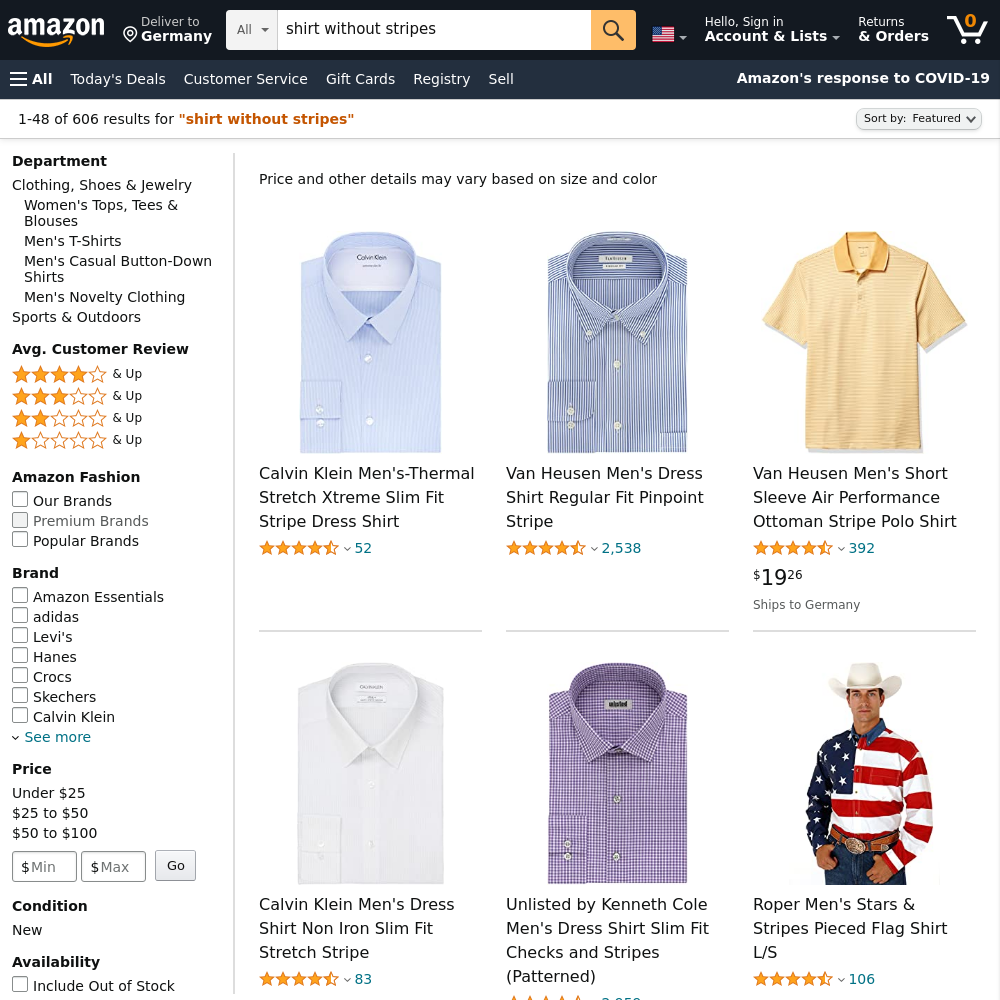 amazon
Deliver to
Germany
All
shirt without stripes
Hello, Sign in
Account & Lists
Returns
& Orders
0
All
Today's Deals
Customer Service
Gift Cards
Registry
Sell
Amazon's response to COVID-19
1-48 of 606 results for "shirt without stripes"
Sort by: Featured
Department
Clothing, Shoes & Jewelry
Women's Tops, Tees &
Blouses
Men's T-Shirts
Men's Casual Button-Down
Shirts
Men's Novelty Clothing
Sports & Outdoors
Avg. Customer Review
& Up
& Up
& Up
& Up
Amazon Fashion
Our Brands
Premium Brands
Popular Brands
Brand
Amazon Essentials
adidas
Levi's
Hanes
Crocs
Skechers
Calvin Klein
See more
Price
Under $25
$25 to $50
$50 to $100
$ Min
$ Max
Go
Condition
New
Availability
Include Out of Stock
Price and other details may vary based on size and color
Calvin Klein
Calvin Klein Men's-Thermal
Stretch Xtreme Slim Fit
Stripe Dress Shirt
52
VAN HEUSEN
Van Heusen Men's Dress
Shirt Regular Fit Pinpoint
Stripe
2,538
Van Heusen Men's Short
Sleeve Air Performance
Ottoman Stripe Polo Shirt
392
$19 26
Ships to Germany
Calvin Klein
Calvin Klein Men's Dress
Shirt Non Iron Slim Fit
Stretch Stripe
83
unlisted
Unlisted by Kenneth Cole
Men's Dress Shirt Slim Fit
Checks and Stripes
(Patterned)
Roper Men's Stars &
Stripes Pieced Flag Shirt
L/S
106